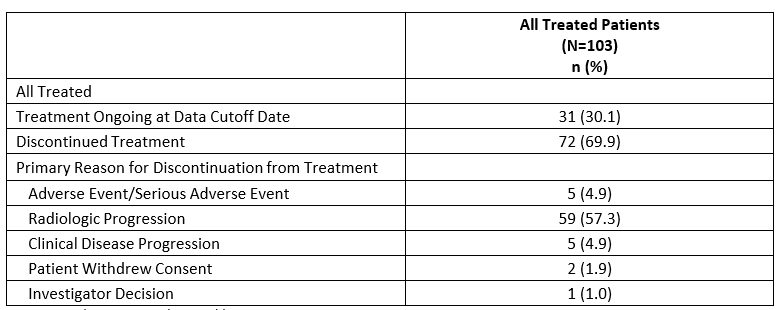 All Treated Patients
(N=103)
n (%)
All Treated
Treatment Ongoing at Data Cutoff Date 31 (30.1)
Discontinued Treatment 72 (69.9)
Primary Reason for Discontinuation from Treatment
Adverse Event/Serious Adverse Event 5 (4.9)
Radiologic Progression 59 (57.3)
Clinical Disease Progression 5 (4.9)
Patient Withdrew Consent 2 (1.9)
Investigator Decision 1 (1.0)